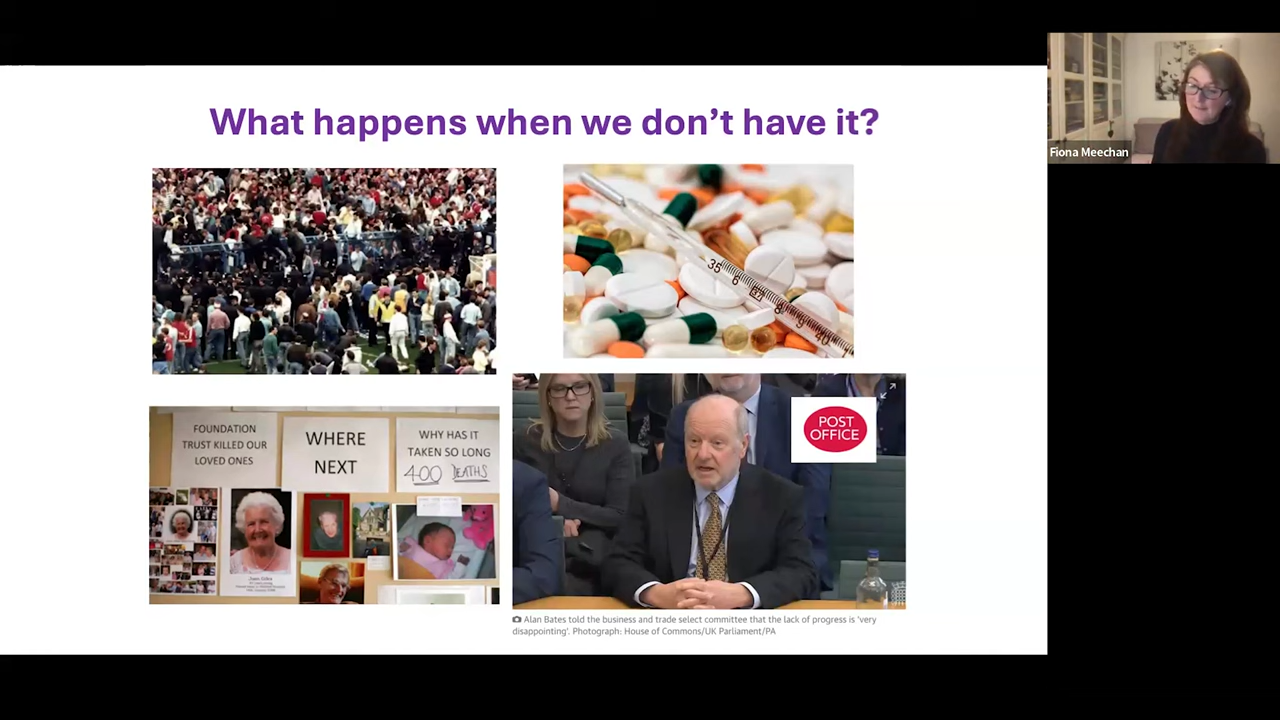 What happens when we don't have it?
Fiona Meechan
35
FOUNDATION
TRUST KILLED OUR
LOVED ONES
WHERE
NEXT
WHY HAS IT
TAKEN SO LONG
400 DEATHS
POST
OFFICE
Alan Bates told the business and trade select committee that the lack of progress is 'very
disappointing'. Photograph: House of Commons/UK Parliament/PA